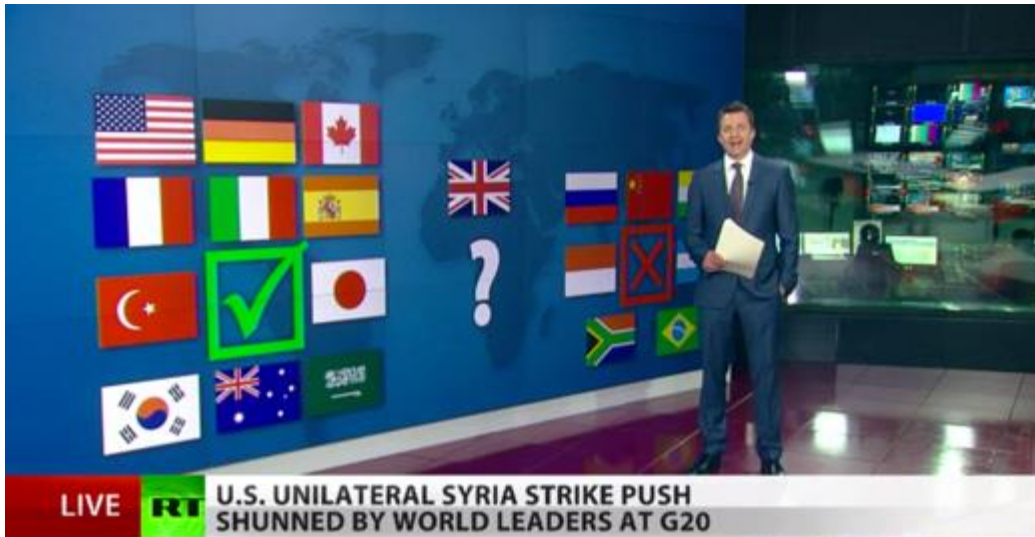 ?
LIVE
RT
U.S. UNILATERAL SYRIA STRIKE PUSH
SHUNNED BY WORLD LEADERS AT G20